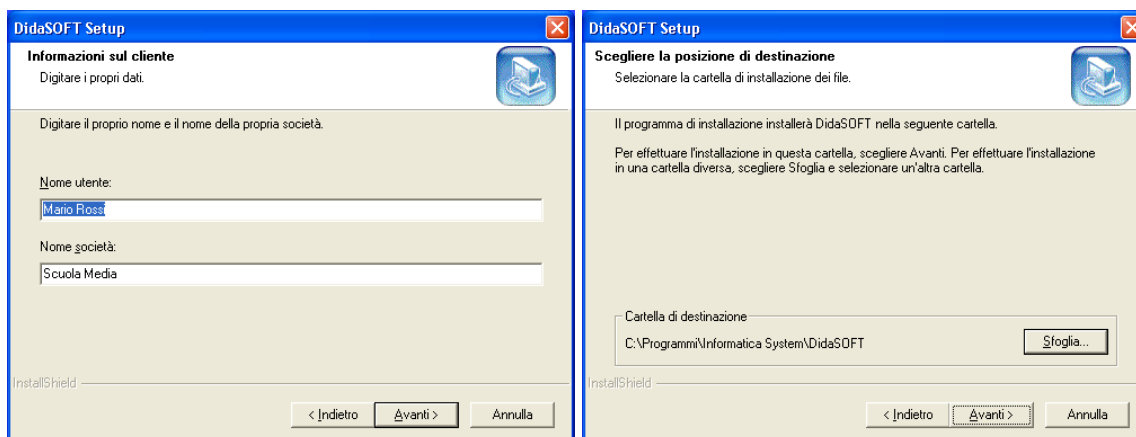 DidaSOFT Setup
Informazioni sul cliente
Digitare i propri dati.
Digitare il proprio nome e il nome della propria società.
Nome utente:
Mario Rossi
Nome società:
Scuola Media
InstallShield
< Indietro
Avanti >
Annulla
DidaSOFT Setup
Scegliere la posizione di destinazione
Selezionare la cartella di installazione dei file.
Il programma di installazione installerà DidaSOFT nella seguente cartella.
Per effettuare l'installazione in questa cartella, scegliere Avanti. Per effettuare l'installazione
in una cartella diversa, scegliere Sfoglia e selezionare un'altra cartella.
Cartella di destinazione
C:\Programmi\Informatica System\DidaSOFT
Sfoglia...
InstallShield
< Indietro
Avanti >
Annulla